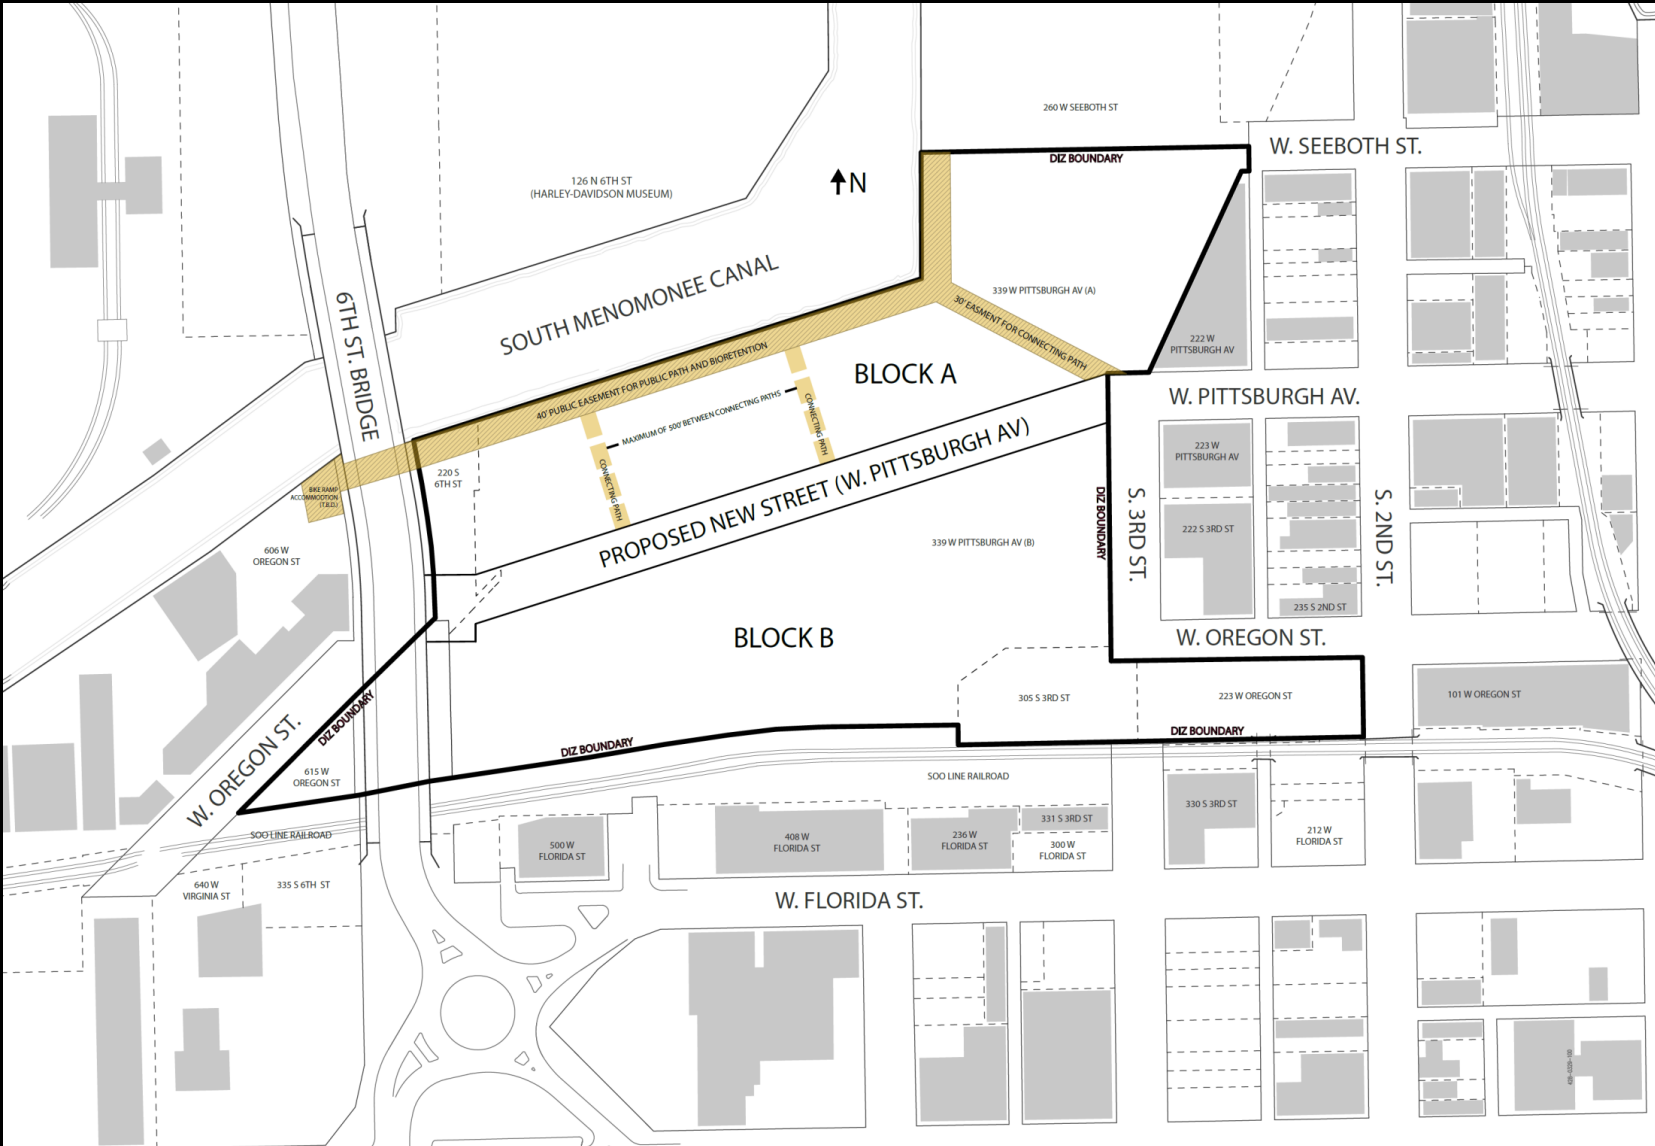 260 W SEEBOTH ST
W. SEEBOTH ST.
DIZ BOUNDARY
126 N 6TH ST
(HARLEY-DAVIDSON MUSEUM)
N
SOUTH MENOMONEE CANAL
6TH ST. BRIDGE
339 W PITTSBURGH AV (A)
30' EASMENT FOR CONNECTING PATH
222 W
PITTSBURGH AV
40' PUBLIC EASEMENT FOR PUBLIC PATH AND BIORETENTION
BLOCK A
W. PITTSBURGH AV.
MAXIMUM OF 500' BETWEEN CONNECTING PATHS
CONNECTING PATH
CONNECTING PATH
220 S
6TH ST
BIKE RAMP
ACCOMMODTION
(T.B.D.)
PROPOSED NEW STREET (W. PITTSBURGH AV)
223 W
PITTSBURGH AV
DIZ BOUNDARY
S. 3RD ST.
222 S 3RD ST
S. 2ND ST.
339 W PITTSBURGH AV (B)
606 W
OREGON ST
235 S 2ND ST
BLOCK B
W. OREGON ST.
305 S 3RD ST
223 W OREGON ST
101 W OREGON ST
DIZ BOUNDARY
W. OREGON ST.
DIZ BOUNDARY
DIZ BOUNDARY
615 W
OREGON ST
SOO LINE RAILROAD
SOO LINE RAILROAD
330 S 3RD ST
331 S 3RD ST
500 W
FLORIDA ST
408 W
FLORIDA ST
236 W
FLORIDA ST
300 W
FLORIDA ST
212 W
FLORIDA ST
640 W
VIRGINIA ST
335 S 6TH ST
W. FLORIDA ST.